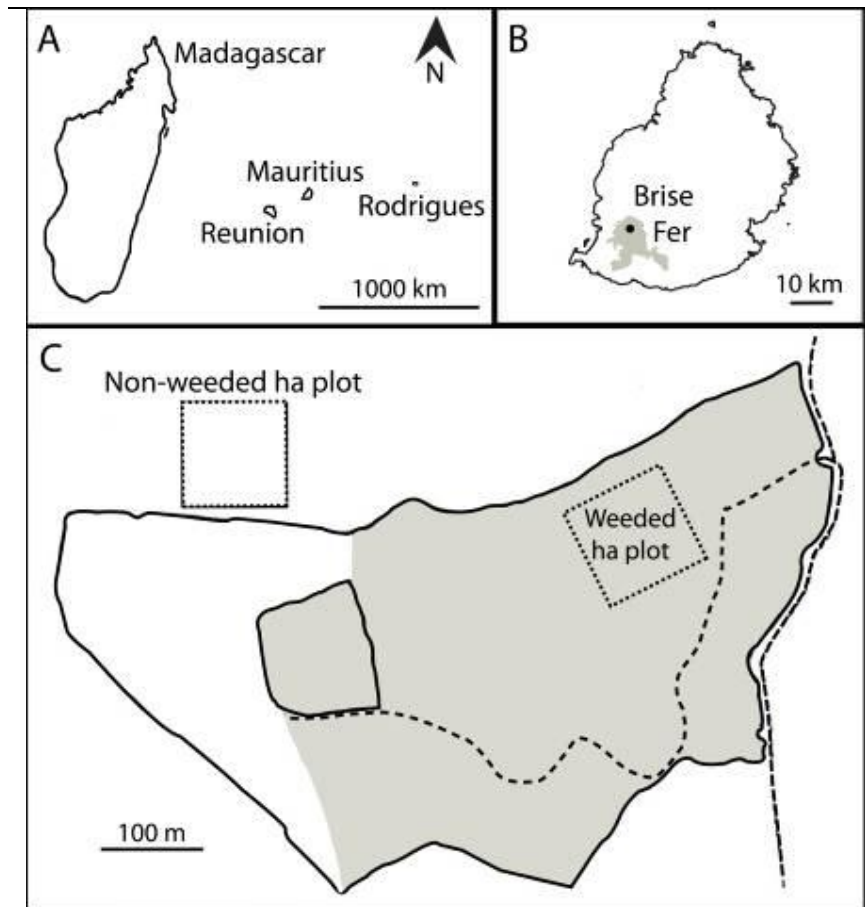 A
Madagascar
N
Mauritius
Reunion
Rodrigues
1000 km
B
Brise
Fer
10 km
C
Non-weeded ha plot
Weeded
ha plot
100 m